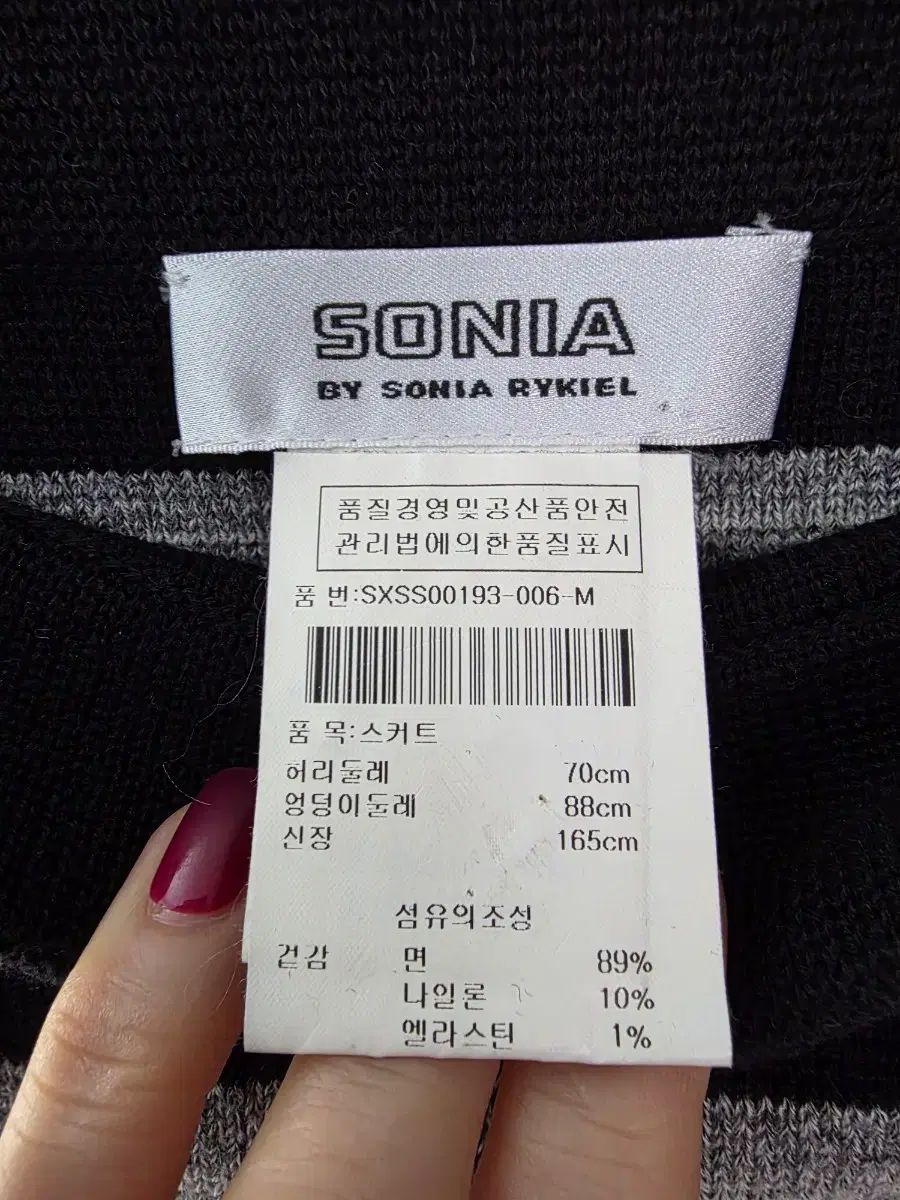 SONIA
BY SONIA RYKIEL
품질경영및공산품안전
관리법에의한품질표시
품 번:SXSS00193-006-M
품 목:스커트
허리둘레 70cm
엉덩이둘레 88cm
신장 165cm
섬유의조성
겉감 면 89%
나일론 10%
엘라스틴 1%